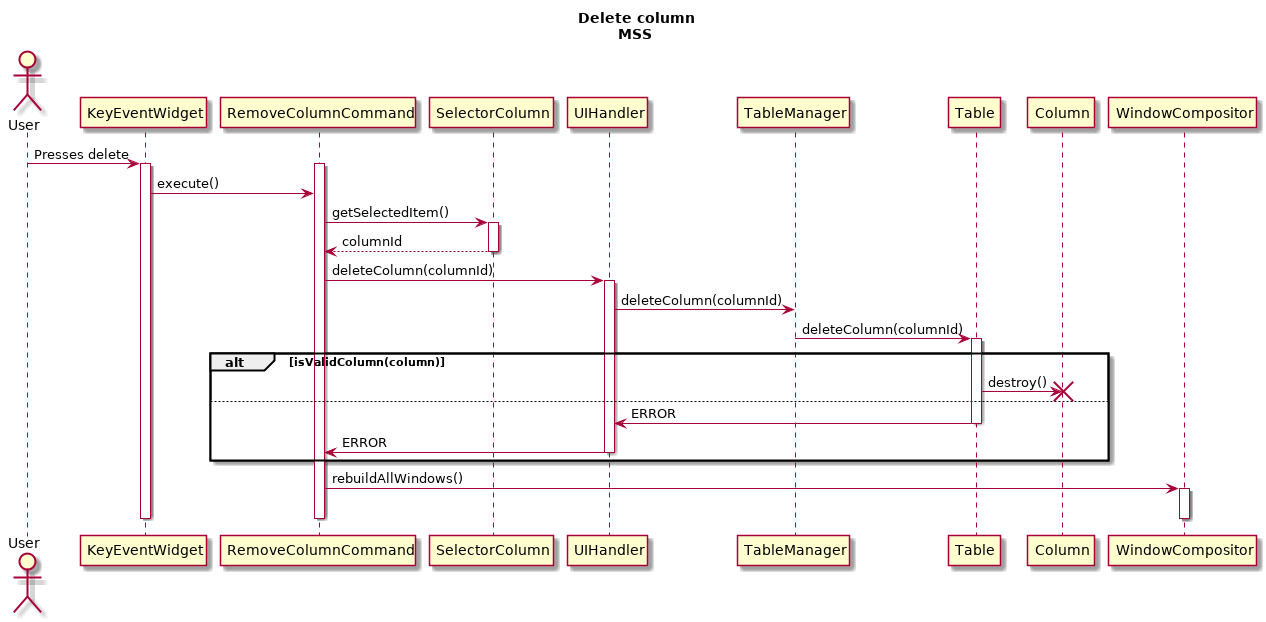 Delete column
MSS
User
KeyEventWidget
RemoveColumnCommand
SelectorColumn
UIHandler
TableManager
Table
Column
WindowCompositor
Presses delete
execute()
getSelectedItem()
columnId
deleteColumn(columnId)
deleteColumn(columnId)
deleteColumn(columnId)
alt
[isValidColumn(column)]
destroy()
ERROR
ERROR
rebuildAllWindows()
User
KeyEventWidget
RemoveColumnCommand
SelectorColumn
UIHandler
TableManager
Table
Column
WindowCompositor